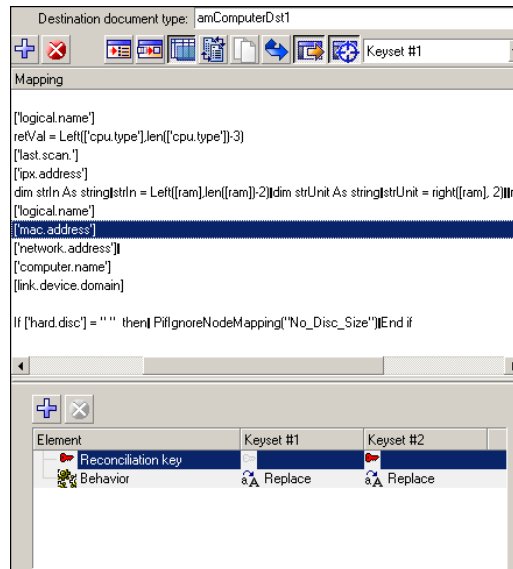 Destination document type: amComputerDst1
Keyset #1
Mapping
['logical.name']
retVal = Left(['cpu.type'],len(['cpu.type'])-3)
['last.scan.']
['ipx.address']
dim strIn As string|strIn = Left([ram],len([ram])-2)|dim strUnit As string|strUnit = right([ram], 2)||
['logical.name']
['mac.address']
['network.address']|
['computer.name']
[link.device.domain]
If ['hard.disc'] = " " then| PifIgnoreNodeMapping("No_Disc_Size")|End if
Element Keyset #1 Keyset #2
Reconciliation key
Behavior Replace Replace